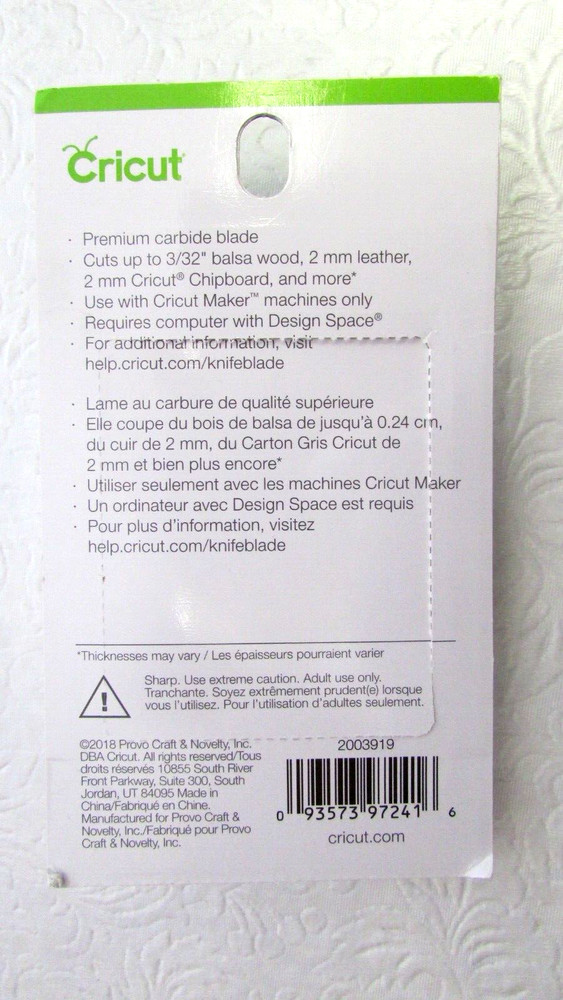 Cricut
· Premium carbide blade
· Cuts up to 3/32" balsa wood, 2 mm leather,
2 mm Cricut® Chipboard, and more*
· Use with Cricut Maker™ machines only
· Requires computer with Design Space®
· For additional information, visit
help.cricut.com/knifeblade
· Lame au carbure de qualité supérieure
· Elle coupe du bois de balsa de jusqu'à 0.24 cm,
du cuir de 2 mm, du Carton Gris Cricut de
2 mm et bien plus encore*
· Utiliser seulement avec les machines Cricut Maker
· Un ordinateur avec Design Space est requis
· Pour plus d'information, visitez
help.cricut.com/knifeblade
*Thicknesses may vary / Les épaisseurs pourraient varier
Sharp. Use extreme caution. Adult use only.
Tranchante. Soyez extrêmement prudent(e) lorsque
vous l'utilisez. Pour l'utilisation d'adultes seulement.
©2018 Provo Craft & Novelty, Inc.
DBA Cricut. All rights reserved/Tous
droits réservés 10855 South River
Front Parkway, Suite 300, South
Jordan, UT 84095 Made in
China/Fabriqué en Chine.
Manufactured for Provo Craft &
Novelty, Inc./Fabriqué pour Provo
Craft & Novelty, Inc.
2003919
0 93573 97241 6
cricut.com